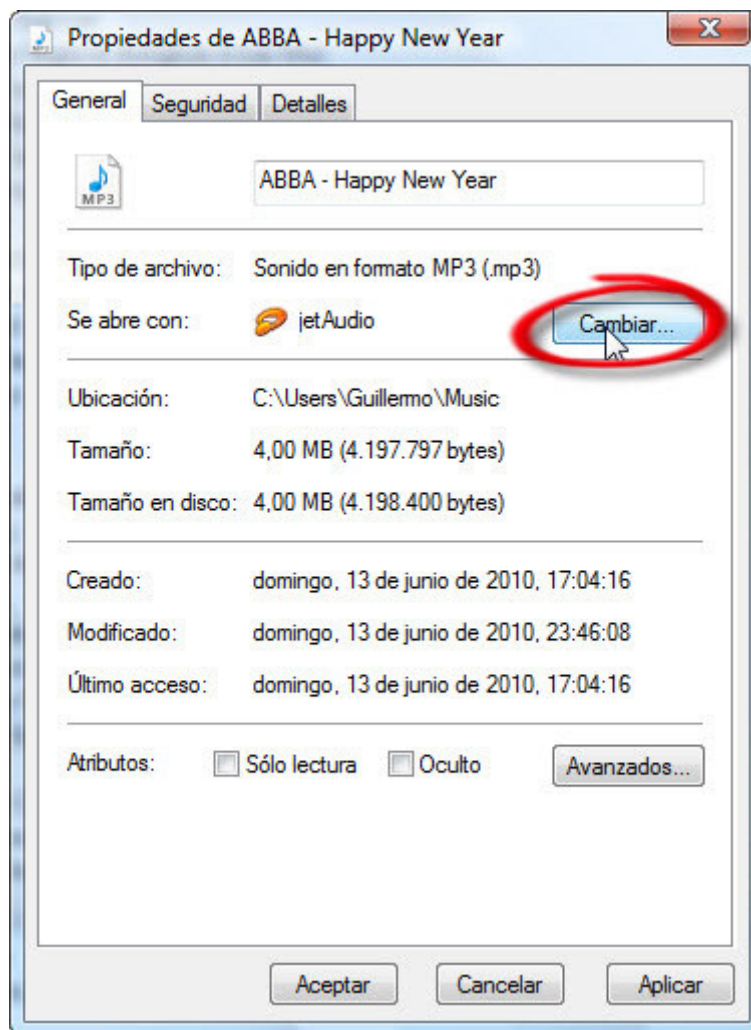 Propiedades de ABBA - Happy New Year
General Seguridad Detalles
MP3
ABBA - Happy New Year
Tipo de archivo: Sonido en formato MP3 (.mp3)
Se abre con: jetAudio Cambiar...
Ubicación: C:\Users\Guillermo\Music
Tamaño: 4,00 MB (4.197.797 bytes)
Tamaño en disco: 4,00 MB (4.198.400 bytes)
Creado: domingo, 13 de junio de 2010, 17:04:16
Modificado: domingo, 13 de junio de 2010, 23:46:08
Último acceso: domingo, 13 de junio de 2010, 17:04:16
Atributos: Sólo lectura Oculto Avanzados...
Aceptar Cancelar Aplicar